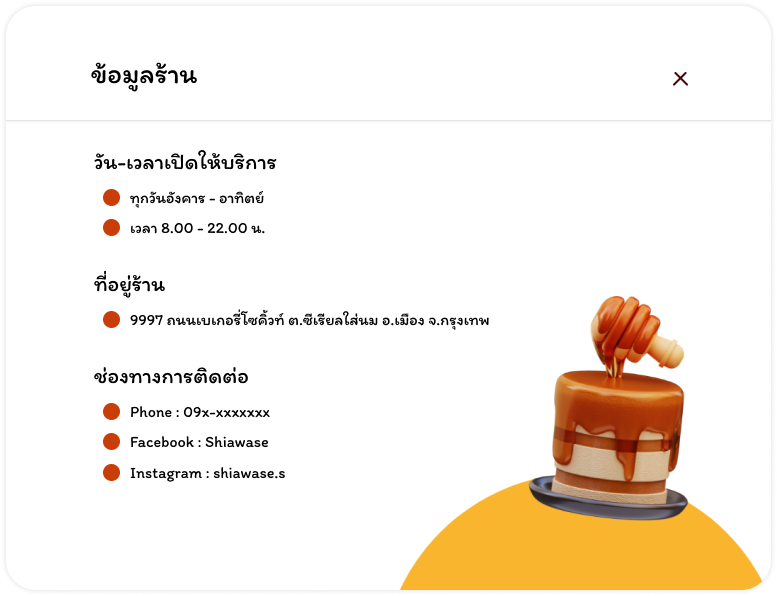 ข้อมูลร้าน
วัน-เวลาเปิดให้บริการ
ทุกวันอังคาร - อาทิตย์
เวลา 8.00 - 22.00 น.
ที่อยู่ร้าน
9997 ถนนเบเกอรี่โซคิ้วท์ ต.ซีเรียลใส่นม อ.เมือง จ.กรุงเทพ
ช่องทางการติดต่อ
Phone : 09x-xxxxxxx
Facebook : Shiawase
Instagram : shiawase.s